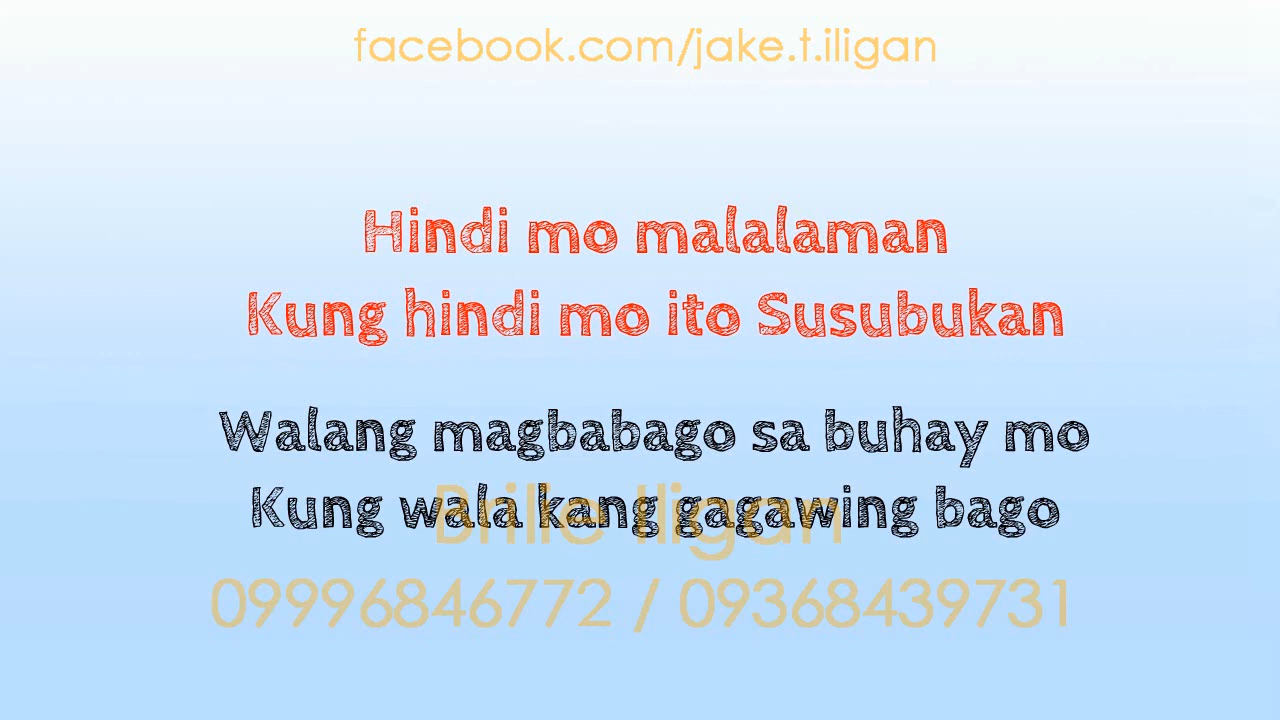 facebook.com/jake.t.iligan
Hindi mo malalaman
Kung hindi mo ito Susubukan
Walang magbabago sa buhay mo
Kung wala kang gagawing bago
Brille Iligan
09996846772 / 09368439731